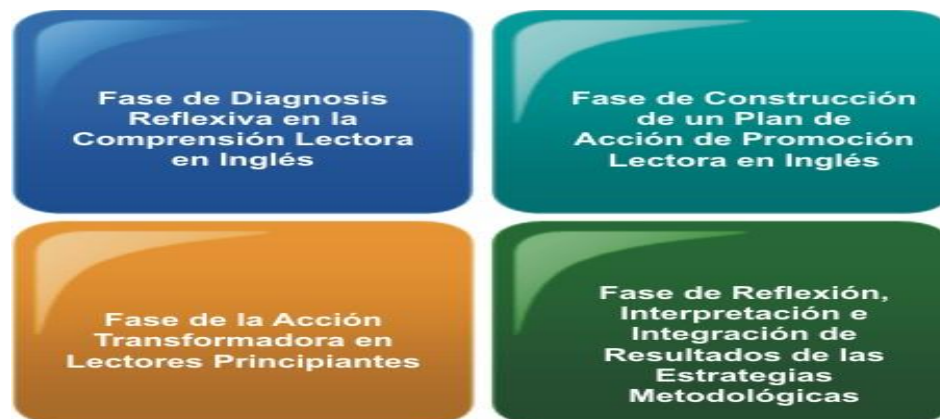 Fase de Diagnosis
Reflexiva en la
Comprensión Lectora
en Inglés
Fase de Construcción
de un Plan de
Acción de Promoción
Lectora en Inglés
Fase de la Acción
Transformadora en
Lectores Principiantes
Fase de Reflexión,
Interpretación e
Integración de
Resultados de las
Estrategias
Metodológicas